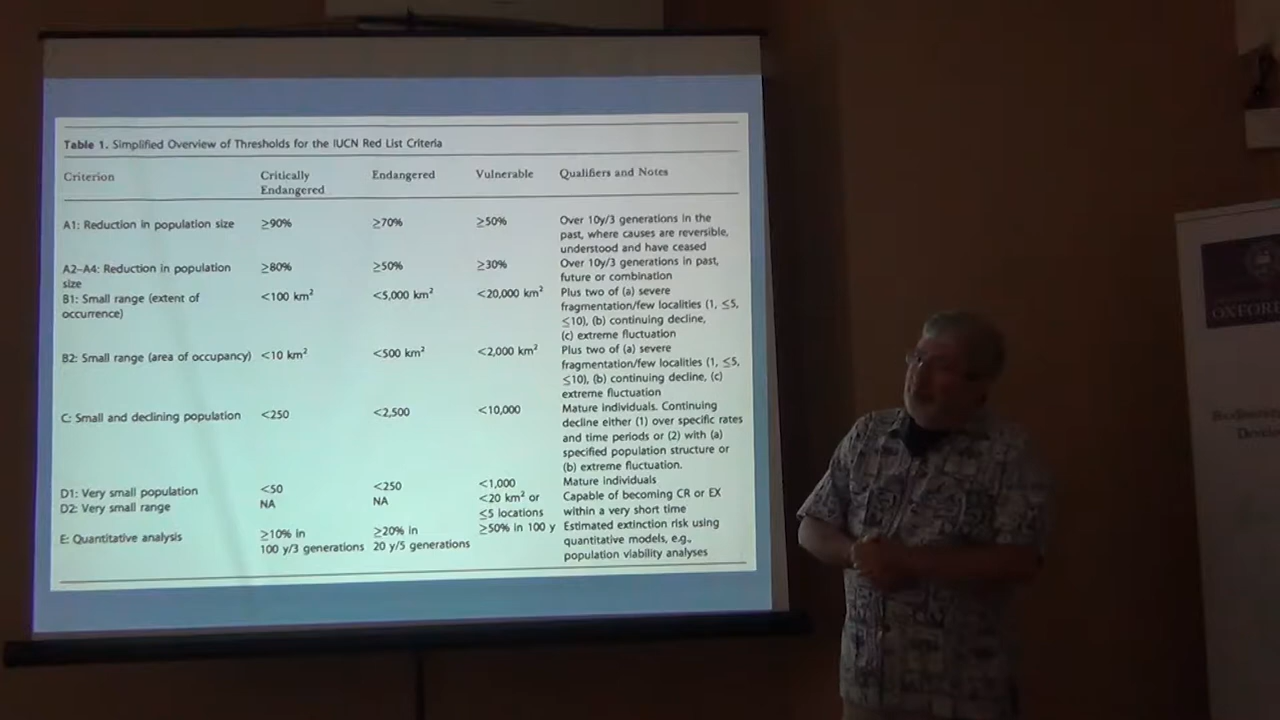 Table 1. Simplified Overview of Thresholds for the IUCN Red List Criteria
Criterion Critically Endangered Endangered Vulnerable Qualifiers and Notes
A1: Reduction in population size ≥90% ≥70% ≥50% Over 10y/3 generations in the
past, where causes are reversible,
understood and have ceased
A2–A4: Reduction in population size ≥80% ≥50% ≥30% Over 10y/3 generations in past,
future or combination
B1: Small range (extent of occurrence) <100 km² <5,000 km² <20,000 km² Plus two of (a) severe
fragmentation/few localities (1, ≤5,
≤10), (b) continuing decline,
(c) extreme fluctuation
B2: Small range (area of occupancy) <10 km² <500 km² <2,000 km² Plus two of (a) severe
fragmentation/few localities (1, ≤5,
≤10), (b) continuing decline, (c)
extreme fluctuation
C: Small and declining population <250 <2,500 <10,000 Mature individuals. Continuing
decline either (1) over specific rates
and time periods or (2) with (a)
specified population structure or
(b) extreme fluctuation.
D1: Very small population <50 <250 <1,000 Mature individuals
D2: Very small range NA NA <20 km² or
≤5 locations Capable of becoming CR or EX
within a very short time
E: Quantitative analysis ≥10% in
100 y/3 generations ≥20% in
20 y/5 generations ≥50% in 100 y Estimated extinction risk using
quantitative models, e.g.,
population viability analyses
OXFOR